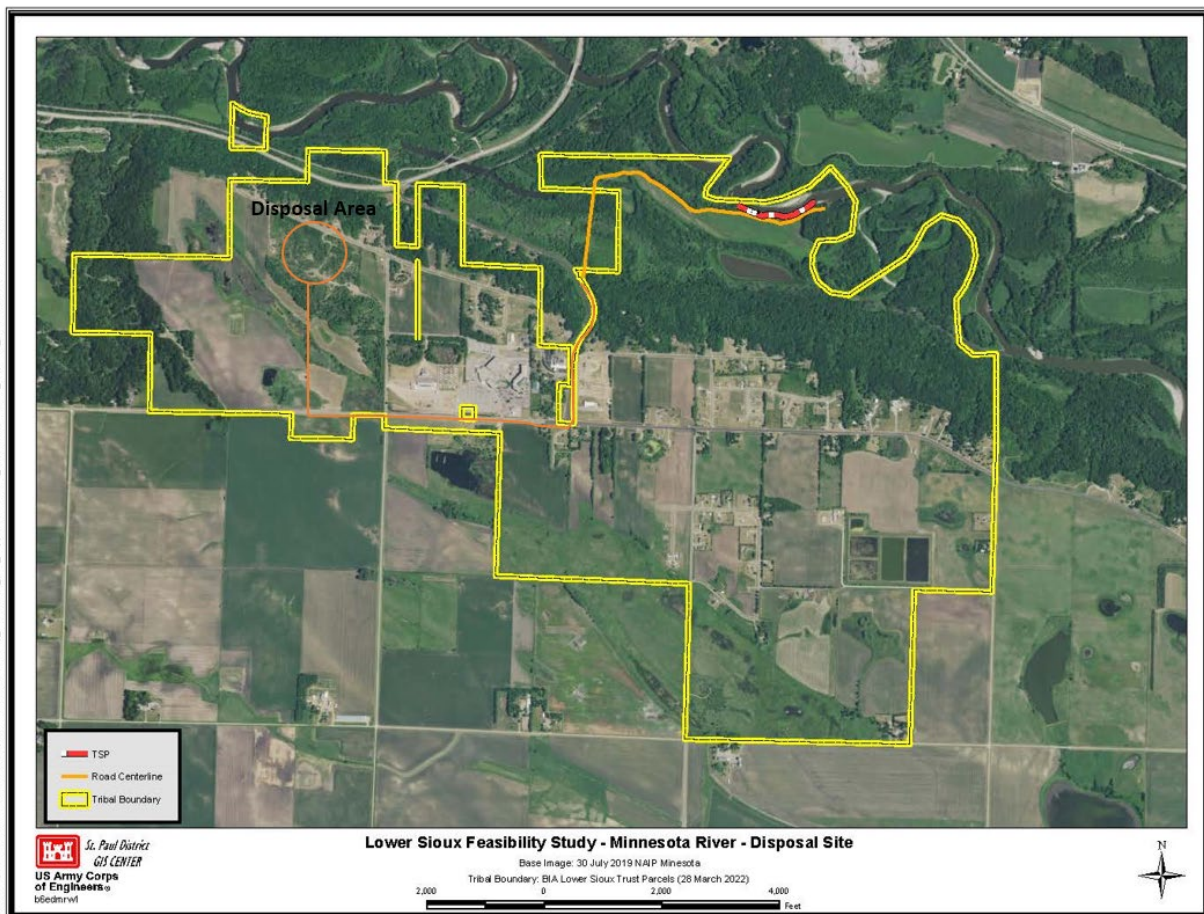 Disposal Area
TSP
Road Centerline
Tribal Boundary
St. Paul District
GIS CENTER
US Army Corps
of Engineers®
b6edmrwf
Lower Sioux Feasibility Study - Minnesota River - Disposal Site
Base Image: 30 July 2019 NAIP Minnesota
Tribal Boundary: BIA Lower Sioux Trust Parcels (28 March 2022)
2,000 0 2,000 4,000
Feet
N